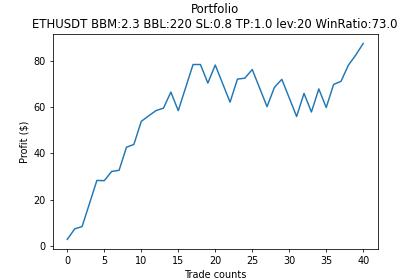 Portfolio
ETHUSDT BBM:2.3 BBL:220 SL:0.8 TP:1.0 lev:20 WinRatio:73.0
Profit ($)
80
60
40
20
0
0 5 10 15 20 25 30 35 40
Trade counts